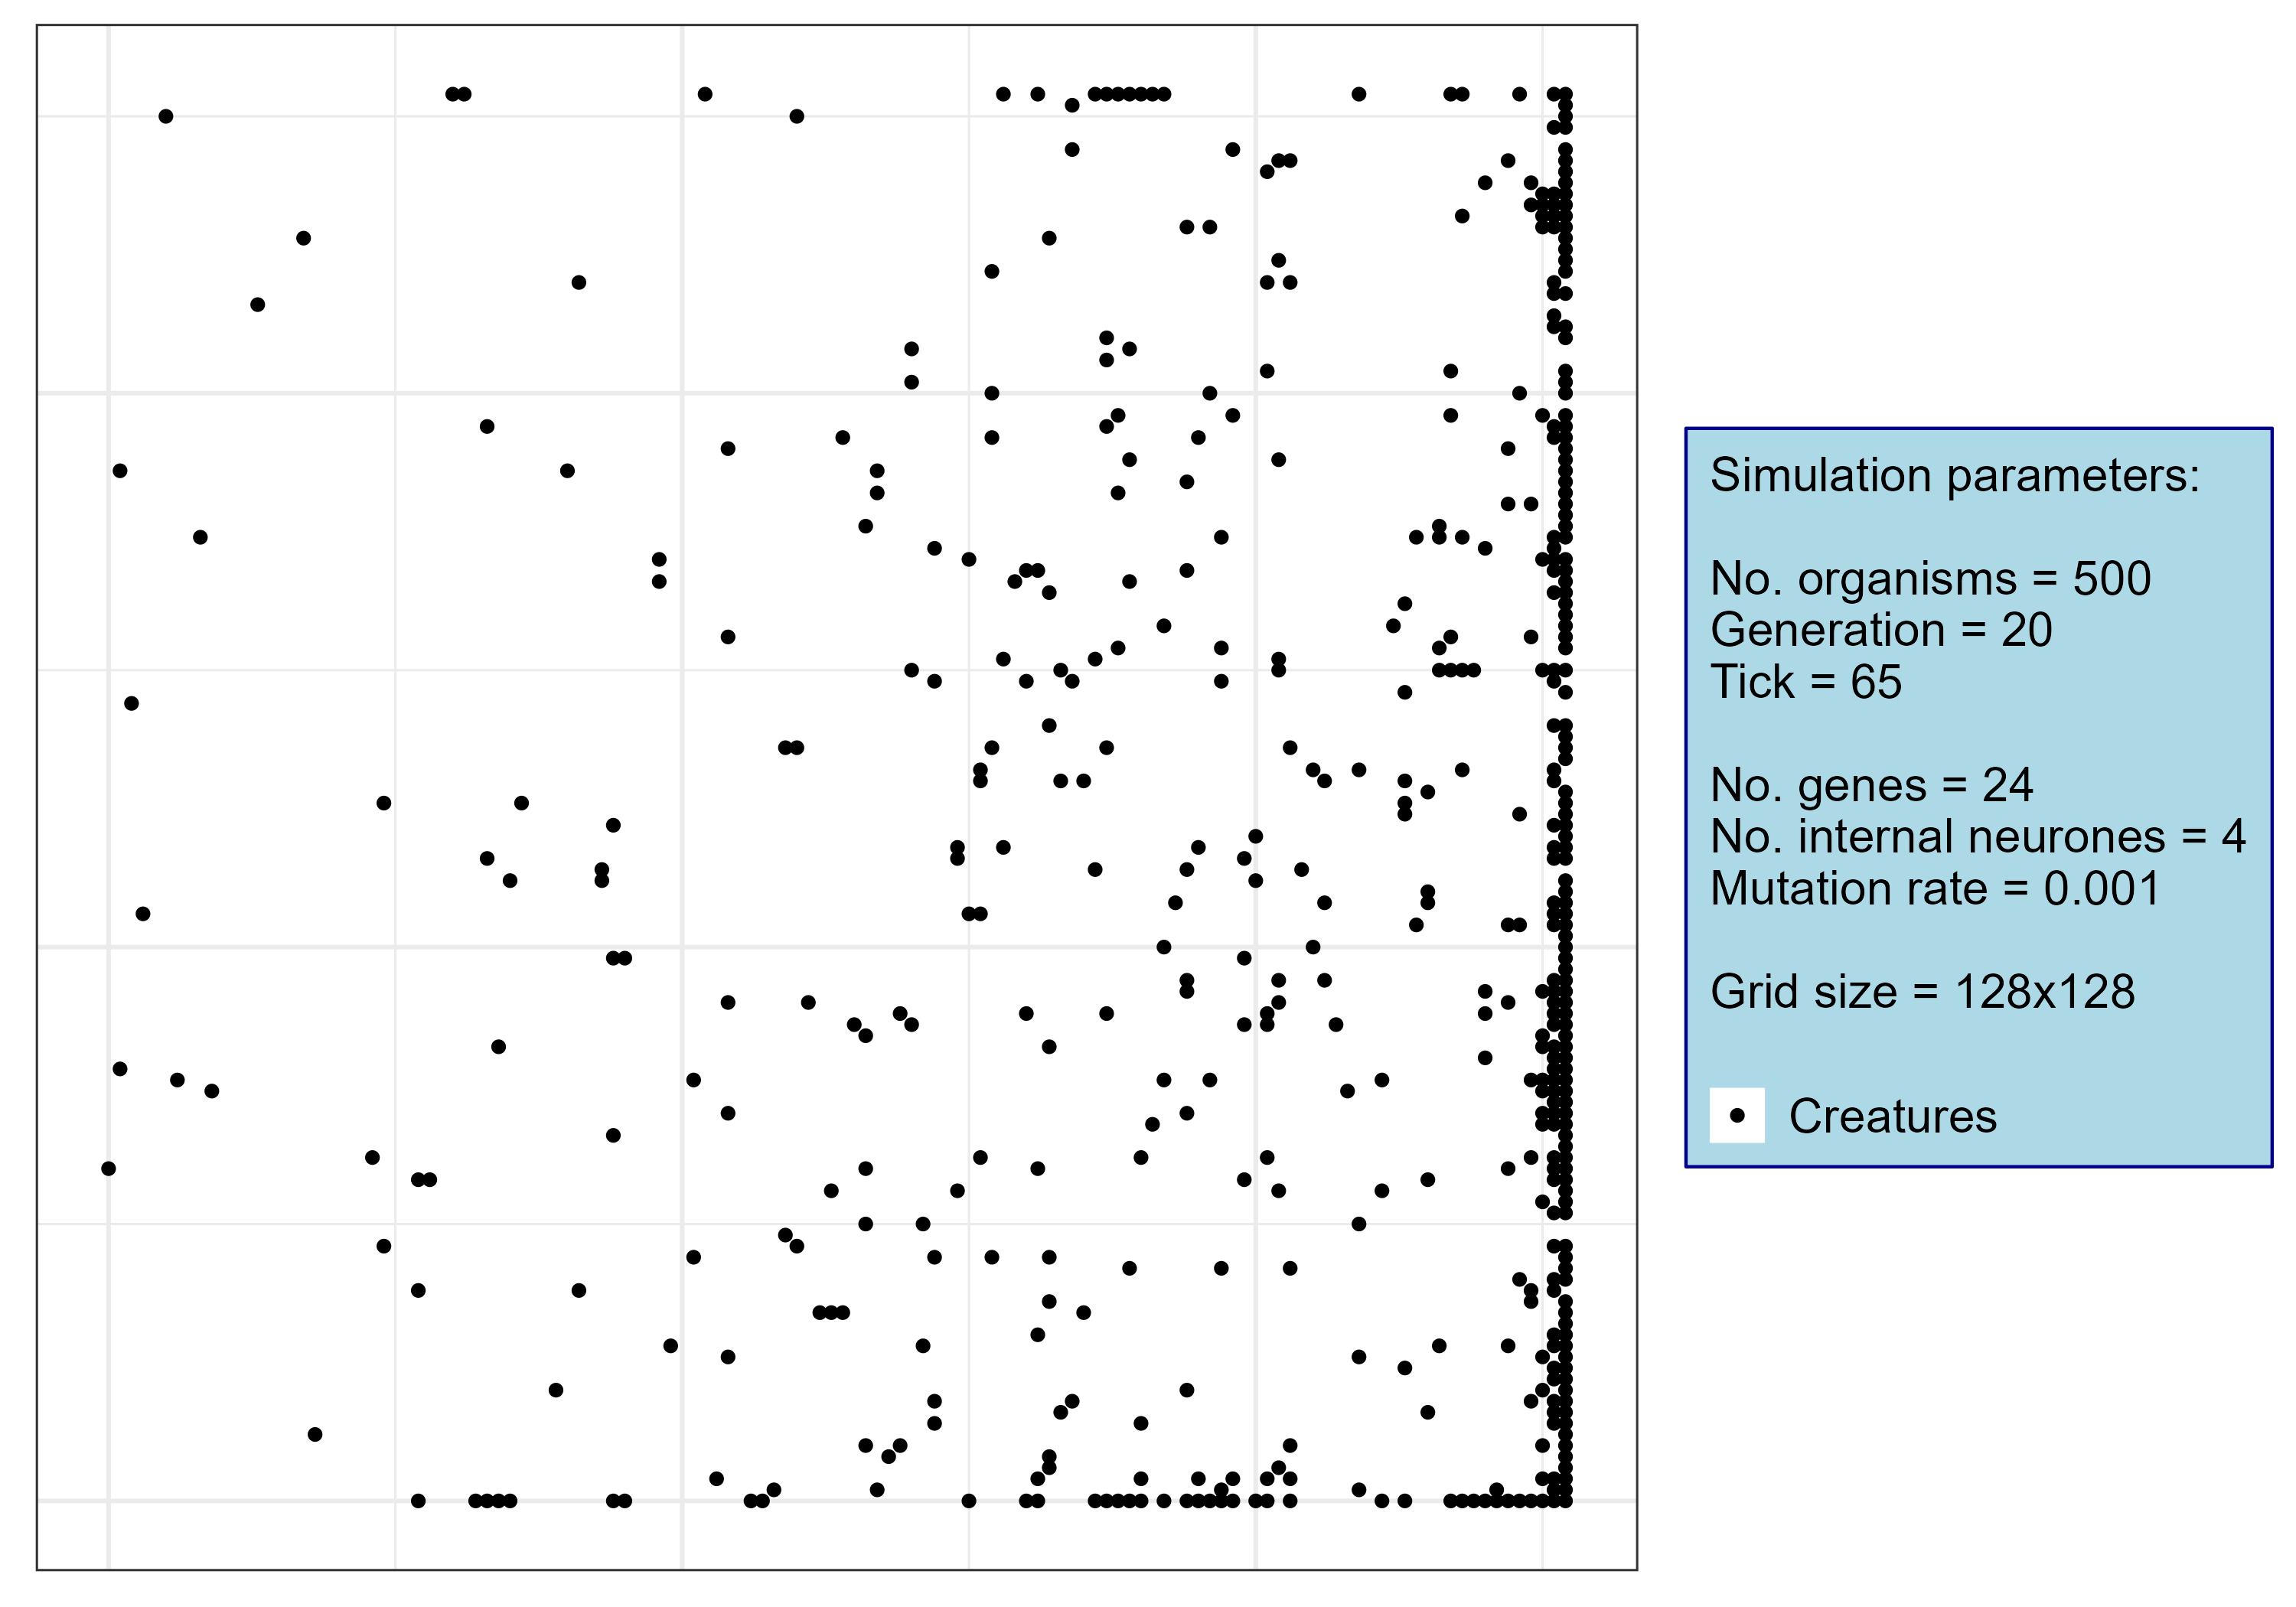 Simulation parameters:
No. organisms = 500
Generation = 20
Tick = 65
No. genes = 24
No. internal neurones = 4
Mutation rate = 0.001
Grid size = 128x128
Creatures